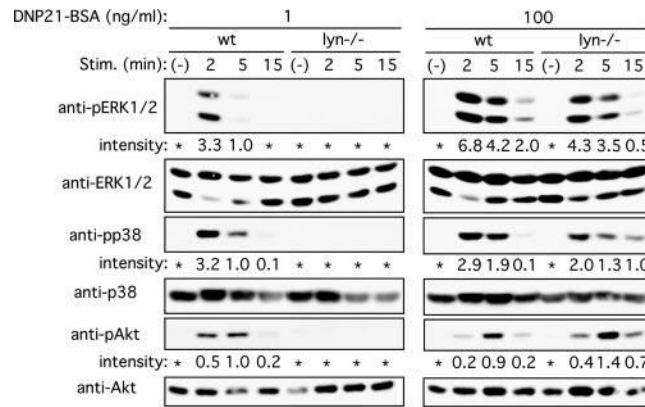 DNP21-BSA (ng/ml): 1 100
wt lyn-/- wt lyn-/-
Stim. (min): (-) 2 5 15 (-) 2 5 15 (-) 2 5 15 (-) 2 5 15
anti-pERK1/2
intensity: * 3.3 1.0 * * * * * * 6.8 4.2 2.0 * 4.3 3.5 0.5
anti-ERK1/2
anti-pp38
intensity: * 3.2 1.0 0.1 * * * * * 2.9 1.9 0.1 * 2.0 1.3 1.0
anti-p38
anti-pAkt
intensity: * 0.5 1.0 0.2 * * * * * 0.2 0.9 0.2 * 0.4 1.4 0.7
anti-Akt